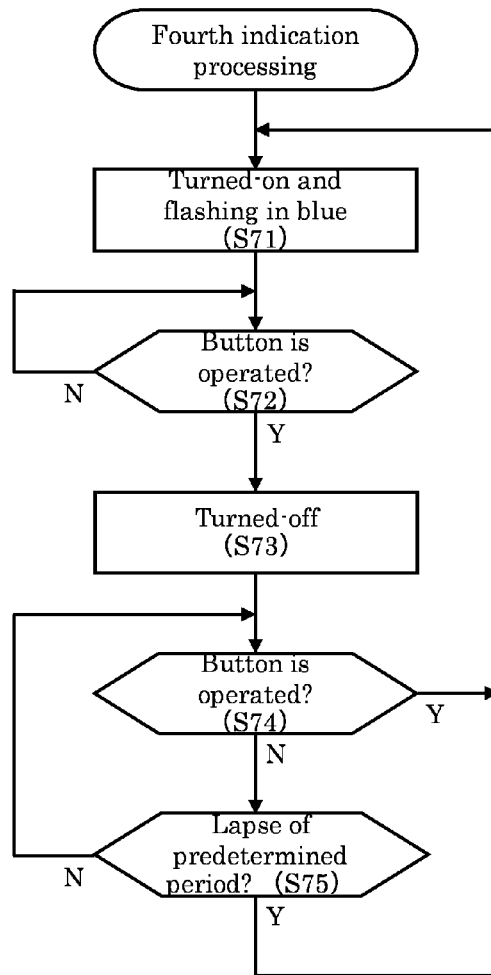 Fourth indication
processing
Turned-on and
flashing in blue
(S71)
Button is
operated?
(S72)
N
Y
Turned-off
(S73)
Button is
operated?
(S74)
Y
N
Lapse of
predetermined
period? (S75)
N
Y